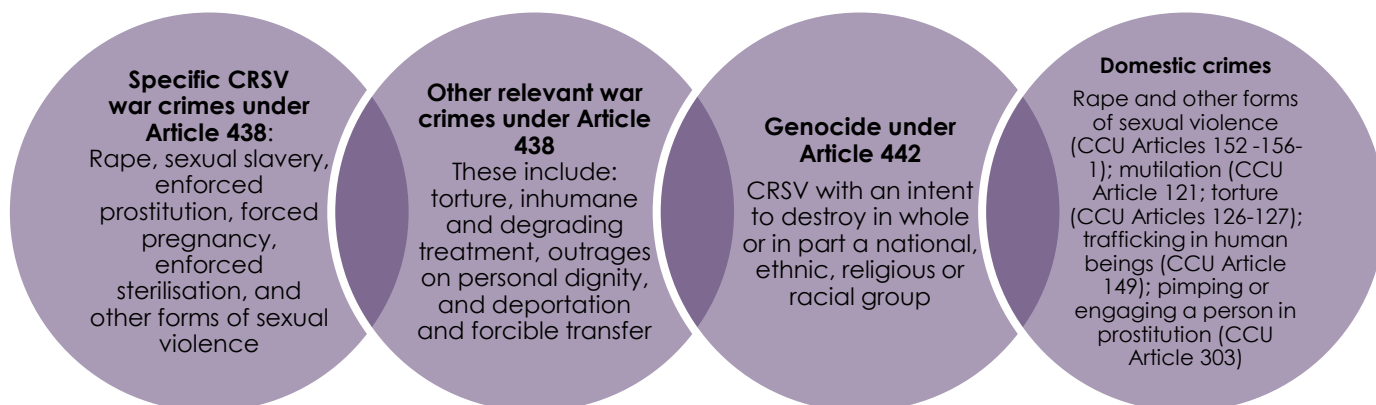 Specific CRSV
war crimes under
Article 438:
Rape, sexual slavery,
enforced
prostitution, forced
pregnancy,
enforced
sterilisation, and
other forms of sexual
violence
Other relevant war
crimes under Article
438
These include:
torture, inhumane
and degrading
treatment, outrages
on personal dignity,
and deportation
and forcible transfer
Genocide under
Article 442
CRSV with an intent
to destroy in whole
or in part a national,
ethnic, religious or
racial group
Domestic crimes
Rape and other forms
of sexual violence
(CCU Articles 152 -156-
1); mutilation (CCU
Article 121; torture
(CCU Articles 126-127);
trafficking in human
beings (CCU Article
149); pimping or
engaging a person in
prostitution (CCU
Article 303)